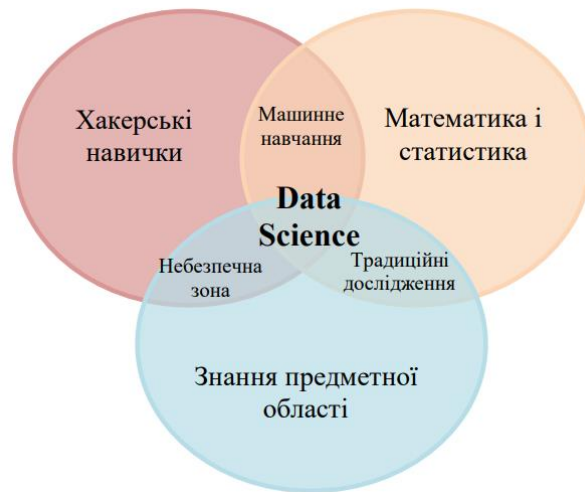 Хакерські
навички
Машинне
навчання
Математика і
статистика
Data
Science
Небезпечна
зона
Традиційні
дослідження
Знання предметної
області